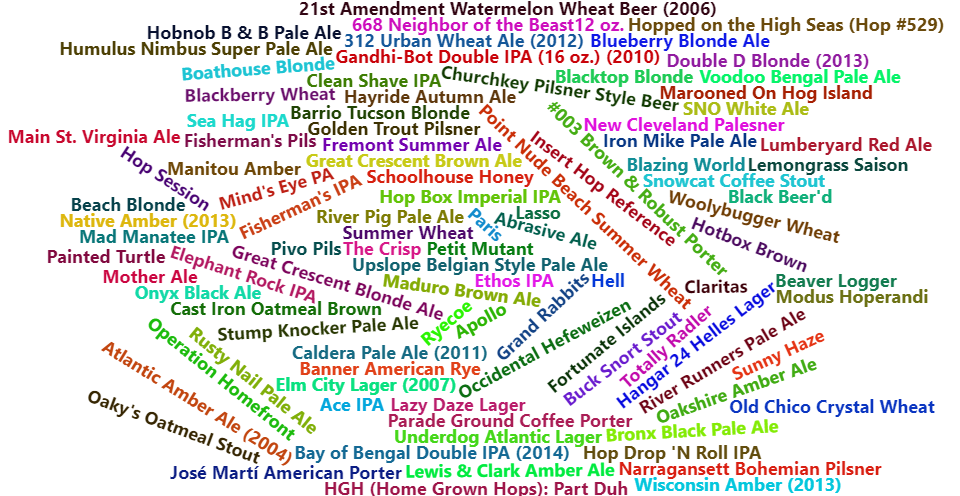 21st Amendment Watermelon Wheat Beer (2006)
668 Neighbor of the Beast12 oz.
Hopped on the High Seas (Hop #529)
Hobnob B & B Pale Ale
312 Urban Wheat Ale (2012)
Blueberry Blonde Ale
Humulus Nimbus Super Pale Ale
Gandhi-Bot Double IPA (16 oz.) (2010)
Double D Blonde (2013)
Boathouse Blonde
Clean Shave IPA
Churchkey Pilsner Style Beer
Blacktop Blonde
Voodoo Bengal Pale Ale
Blackberry Wheat
Hayride Autumn Ale
Marooned On Hog Island
SNO White Ale
Sea Hag IPA
Barrio Tucson Blonde
Point Nude Beach Summer Wheat
#003 Brown & Robust Porter
New Cleveland Palesner
Golden Trout Pilsner
Main St. Virginia Ale
Fisherman's Pils
Fremont Summer Ale
Insert Hop Reference
Iron Mike Pale Ale
Lumberyard Red Ale
Hop Session
Manitou Amber
Great Crescent Brown Ale
Blazing World
Lemongrass Saison
Mind's Eye PA
Fisherman's IPA
Schoolhouse Honey
Snowcat Coffee Stout
Hop Box Imperial IPA
Woolybugger Wheat
Black Beer'd
Beach Blonde
Native Amber (2013)
River Pig Pale Ale
Paris
Lasso
Abrasive Ale
Hotbox Brown
Mad Manatee IPA
Summer Wheat
Painted Turtle
Elephant Rock IPA
Great Crescent Blonde Ale
Pivo Pils
The Crisp
Petit Mutant
Upslope Belgian Style Pale Ale
Mother Ale
Maduro Brown Ale
Ethos IPA
Grand Rabbits
Hell
Claritas
Beaver Logger
Onyx Black Ale
Modus Hoperandi
Cast Iron Oatmeal Brown
Stump Knocker Pale Ale
Ryecoe
Apollo
Occidental Hefeweizen
Fortunate Islands
Buck Snort Stout
Totally Radler
Hangar 24 Helles Lager
River Runners Pale Ale
Operation Homefront
Rusty Nail Pale Ale
Atlantic Amber Ale (2004)
Caldera Pale Ale (2011)
Sunny Haze
Banner American Rye
Elm City Lager (2007)
Oakshire Amber Ale
Oaky's Oatmeal Stout
Ace IPA
Lazy Daze Lager
Old Chico Crystal Wheat
Parade Ground Coffee Porter
Underdog Atlantic Lager
Bronx Black Pale Ale
Bay of Bengal Double IPA (2014)
Hop Drop 'N Roll IPA
José Martí American Porter
Lewis & Clark Amber Ale
Narragansett Bohemian Pilsner
HGH (Home Grown Hops): Part Duh
Wisconsin Amber (2013)